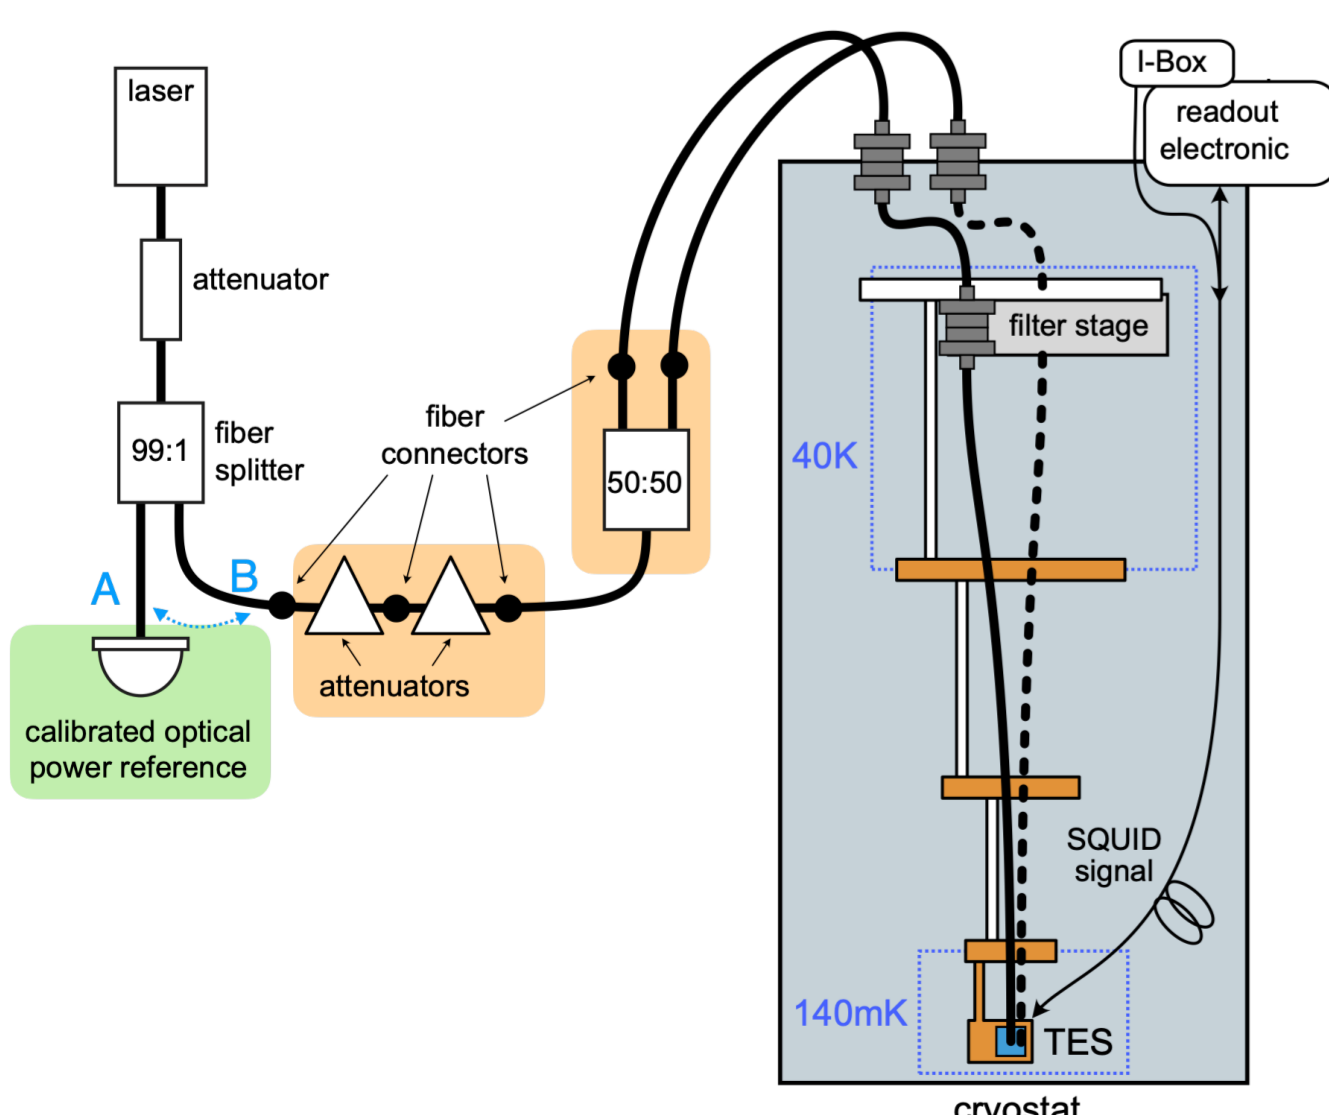 laser
attenuator
99:1
fiber
splitter
A
B
calibrated optical
power reference
fiber
connectors
attenuators
50:50
I-Box
readout
electronic
filter stage
40K
SQUID
signal
140mK
TES
cryostat